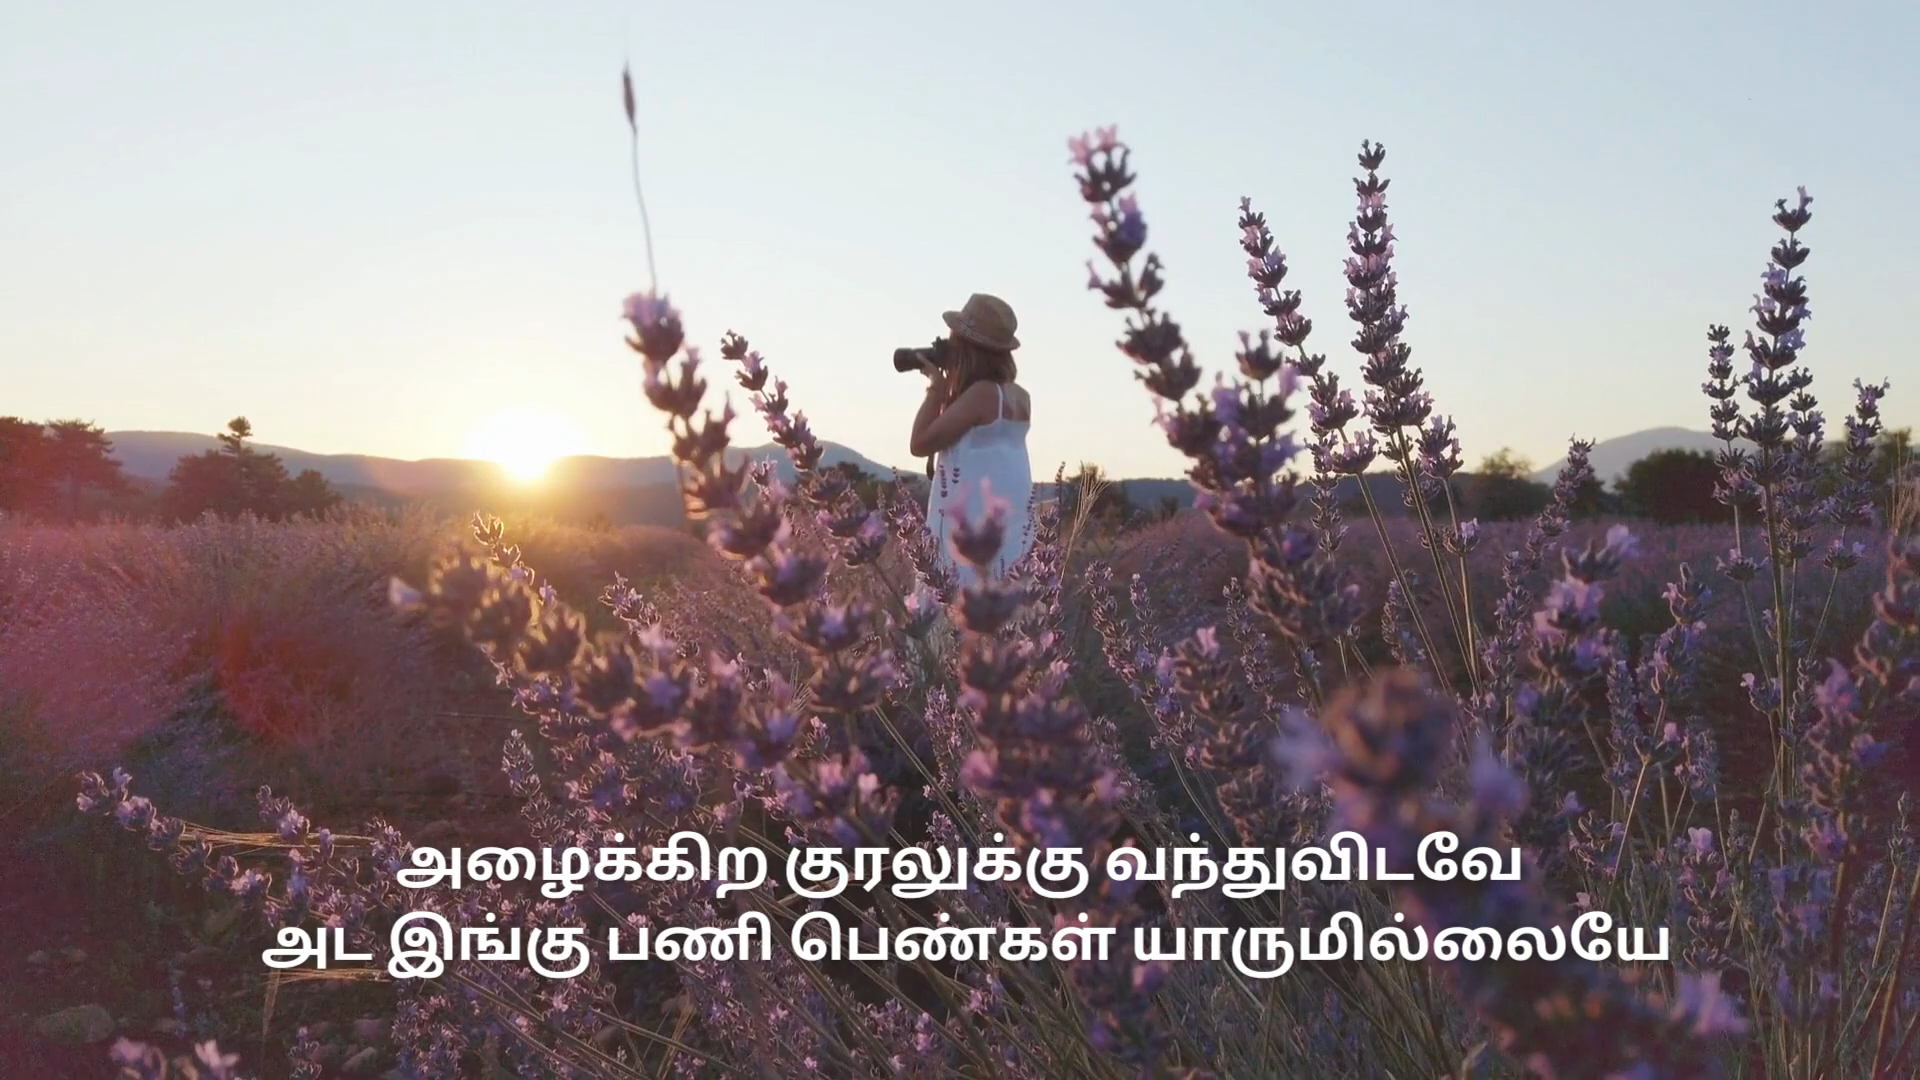 அழைக்கிற குரலுக்கு வந்துவிடவே
அட இங்கு பணி பெண்கள் யாருமில்லையே